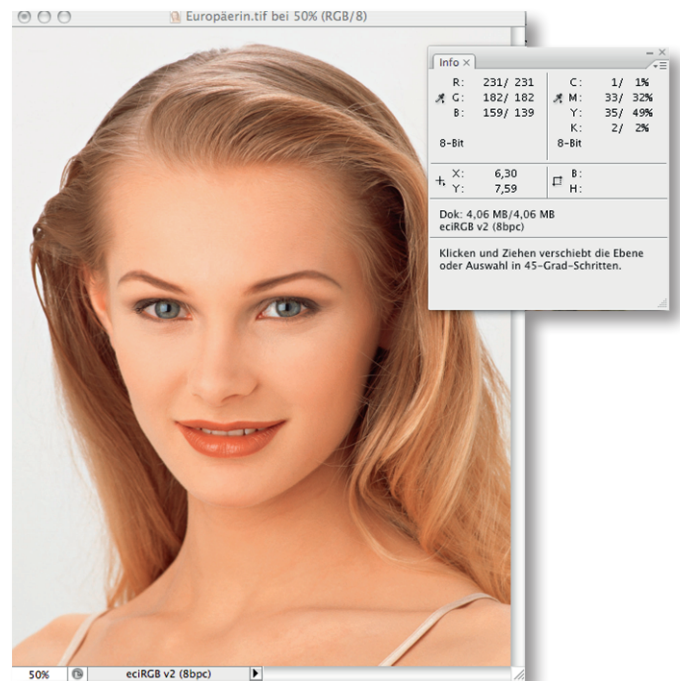 Europäerin.tif bei 50% (RGB/8)
Info ×
R: 231/ 231 C: 1/ 1%
G: 182/ 182 M: 33/ 32%
B: 159/ 139 Y: 35/ 49%
K: 2/ 2%
8-Bit 8-Bit
X: 6,30 B:
Y: 7,59 H:
Dok: 4,06 MB/4,06 MB
eciRGB v2 (8bpc)
Klicken und Ziehen verschiebt die Ebene
oder Auswahl in 45-Grad-Schritten.
50% eciRGB v2 (8bpc)